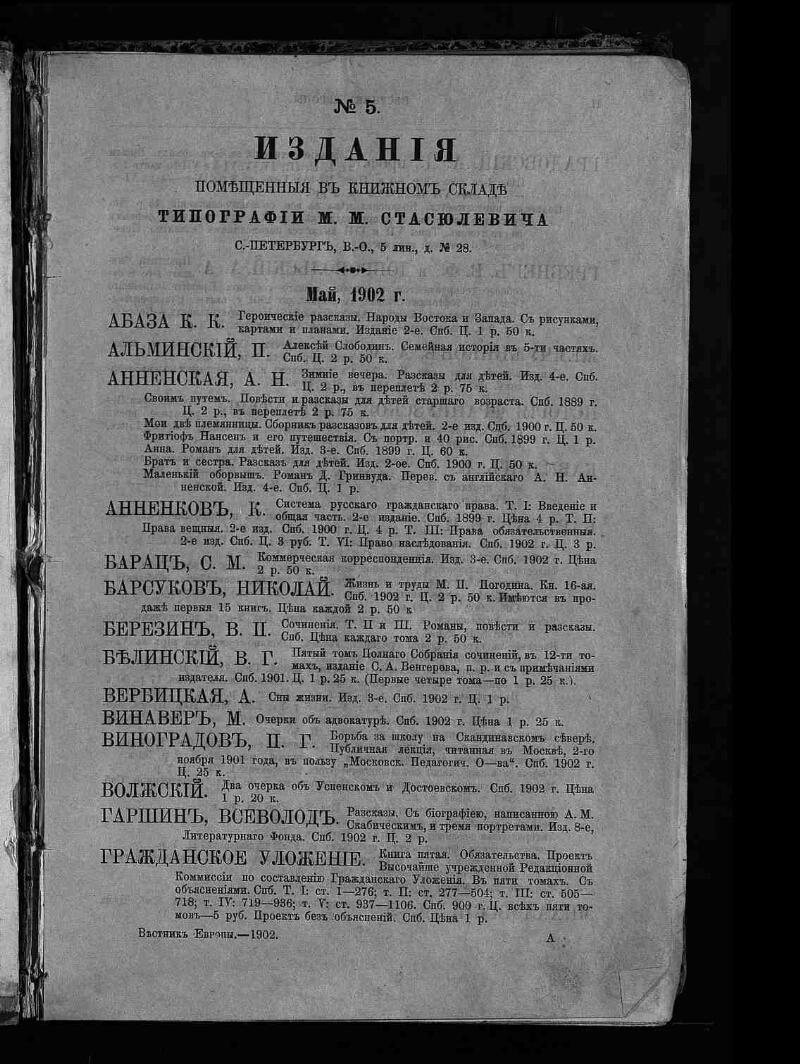 № 5.
ИЗДАНІЯ
ПОМѢЩЕННЫЯ ВЪ КНИЖНОМЪ СКЛАДѢ
ТИПОГРАФІИ М. М. СТАСЮЛЕВИЧА
С.-ПЕТЕРБУРГЪ, В.-О., 5 лин., д. № 28.
Май, 1902 г.
АБАЗА К. К. Героическіе разсказы. Народы Востока и Запада. Съ рисунками,
картами и планами. Изданіе 2-е. Спб. Ц. 1 р. 50 к.
АЛЬМИНСКІЙ, П. Алексѣй Слободинъ. Семейная исторія въ 5-ти частяхъ.
Спб. Ц. 2 р. 50 к.
АННЕНСКАЯ, А. Н. Зимніе вечера. Разсказы для дѣтей. Изд. 4-е. Спб.
Ц. 2 р., въ переплетѣ 2 р. 75 к.
Своимъ путемъ. Повѣсти и разсказы для дѣтей старшаго возраста. Спб. 1889 г.
Ц. 2 р., въ переплетѣ 2 р. 75 к.
Мои двѣ племянницы. Сборникъ разсказовъ для дѣтей. 2-е изд. Спб. 1900 г. Ц. 50 к.
Фритіофъ Нансенъ и его путешествія. Съ портр. и 40 рис. Спб. 1899 г. Ц. 1 р.
Анна. Романъ для дѣтей. Изд. 3-е. Спб. 1899 г. Ц. 60 к.
Братъ и сестра. Разсказъ для дѣтей. Изд. 2-ое. Спб. 1900 г. Ц. 50 к.
Маленькій оборвышъ. Романъ Д. Гринвуда. Перев. съ англійскаго А. Н. Ан-
ненской. Изд. 4-е. Спб. Ц. 1 р.
АННЕНКОВЪ, К. Система русскаго гражданскаго права. Т. I: Введеніе и
общая часть. 2-е изданіе. Спб. 1899 г. Цѣна 4 р. Т. II:
Права вещныя. 2-е изд. Спб. 1900 г. Ц. 4 р. Т. III: Права обязательственныя.
2-е изд. Спб. Ц. 3 руб. Т. VI: Право наслѣдованія. Спб. 1902 г. Ц. 3 р.
БАРАЦЪ, С. М. Коммерческая корреспонденція. Изд. 3-е. Спб. 1902 г. Цѣна
2 р. 50 к.
БАРСУКОВЪ, НИКОЛАЙ. Жизнь и труды М. П. Погодина. Кн. 16-ая.
Спб. 1902 г. Ц. 2 р. 50 к. Имѣются въ про-
дажѣ первыя 15 книгъ. Цѣна каждой 2 р. 50 к
БЕРЕЗИНЪ, В. П. Сочиненія. Т. II и III. Романы, повѣсти и разсказы.
Спб. Цѣна каждаго тома 2 р. 50 к.
БѢЛИНСКІЙ, В. Г. Пятый томъ Полнаго Собранія сочиненій, въ 12-ти то-
махъ, изданіе С. А. Венгерова, п. р. и съ примѣчаніями
издателя. Спб. 1901. Ц. 1 р. 25 к. (Первые четыре тома—по 1 р. 25 к.).
ВЕРБИЦКАЯ, А. Сны жизни. Изд. 3-е. Спб. 1902 г. Ц. 1 р.
ВИНАВЕРЪ, М. Очерки объ адвокатурѣ. Спб. 1902 г. Цѣна 1 р. 25 к.
ВИНОГРАДОВЪ, П. Г. Борьба за школу на Скандинавскомъ сѣверѣ,
Публичная лекція, читанная въ Москвѣ, 2-го
ноября 1901 года, въ пользу „Московск. Педагогич. О—ва“. Спб. 1902 г.
Ц. 25 к.
ВОЛЖСКІЙ. Два очерка объ Успенскомъ и Достоевскомъ. Спб. 1902 г. Цѣна
1 р. 20 к.
ГАРШИНЪ, ВСЕВОЛОДЪ. Разсказы. Съ біографіею, написанною А. М.
Скабическимъ, и тремя портретами. Изд. 8-е,
Литературнаго Фонда. Спб. 1902 г. Ц. 2 р.
ГРАЖДАНСКОЕ УЛОЖЕНІЕ. Книга пятая. Обязательства. Проектъ
Высочайше учрежденной Редакціонной
Коммиссіи по составленію Гражданскаго Уложенія. Въ пяти томахъ. Съ
объясненіями. Спб. Т. I: ст. 1—276; т. II: ст. 277—504; т. III: ст. 505—
718; т. IV: 719—936; т. V: ст. 937—1106. Спб. 900 г. Ц. всѣхъ пяти то-
мовъ—5 руб. Проектъ безъ объясненій. Спб. Цѣна 1 р.
Вѣстникъ Европы.—1902.
А